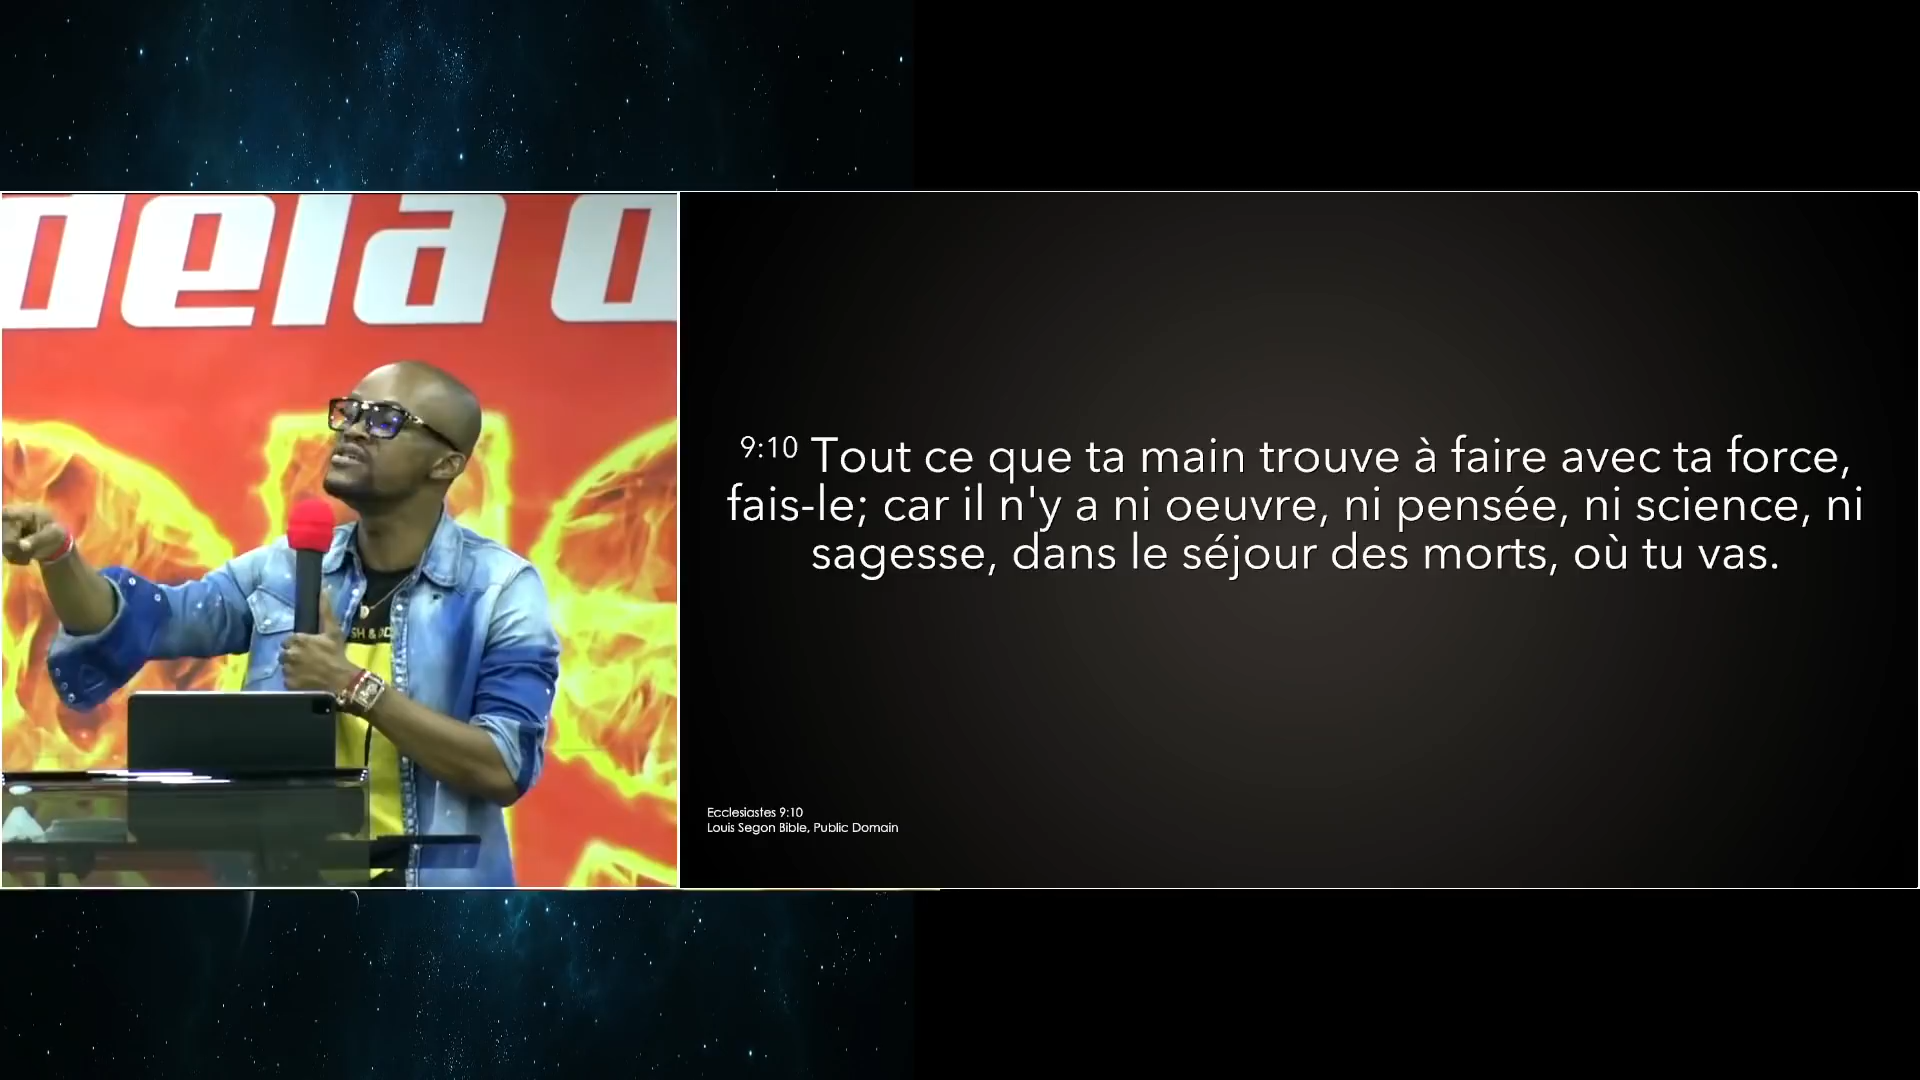 dela d
SH &
9:10 Tout ce que ta main trouve à faire avec ta force,
fais-le; car il n'y a ni oeuvre, ni pensée, ni science, ni
sagesse, dans le séjour des morts, où tu vas.
Ecclesiastes 9:10
Louis Segon Bible, Public Domain